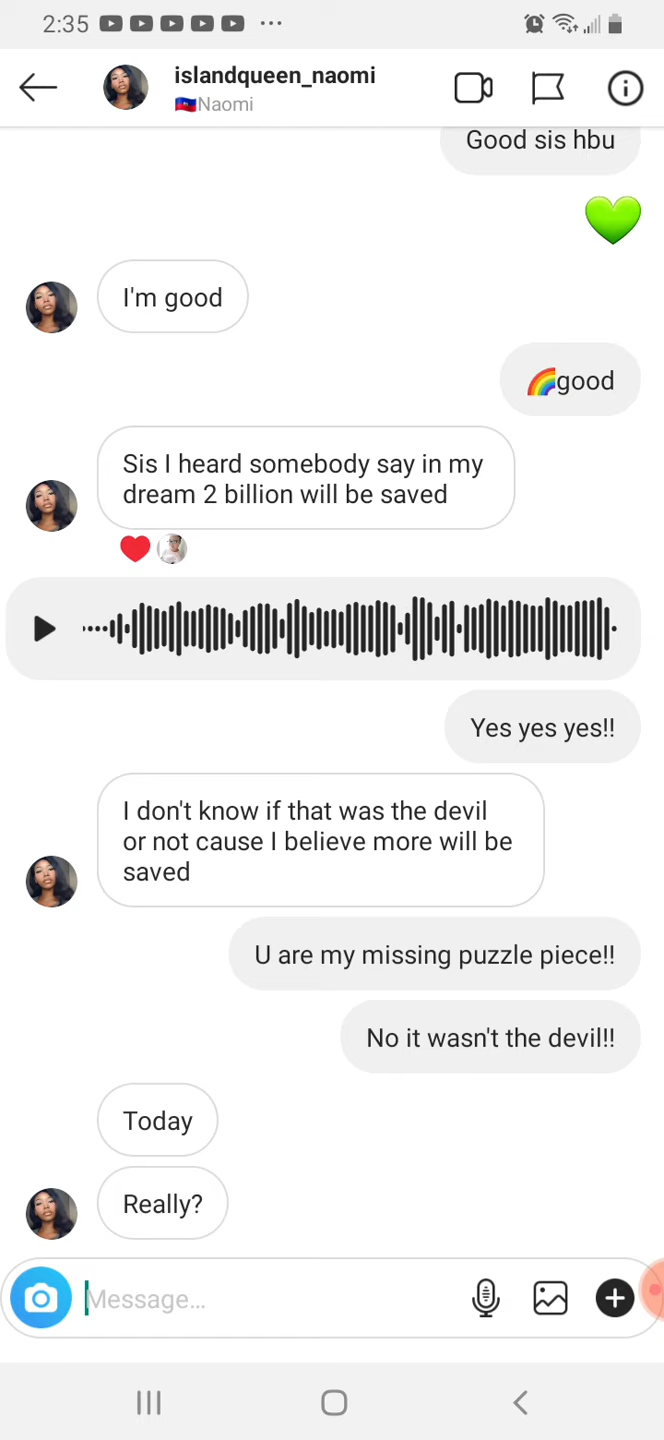 2:35
islandqueen_naomi
🇭🇹Naomi
Good sis hbu
💚
I'm good
🌈good
Sis I heard somebody say in my
dream 2 billion will be saved
❤️
Yes yes yes!!
I don't know if that was the devil
or not cause I believe more will be
saved
U are my missing puzzle piece!!
No it wasn't the devil!!
Today
Really?
Message...